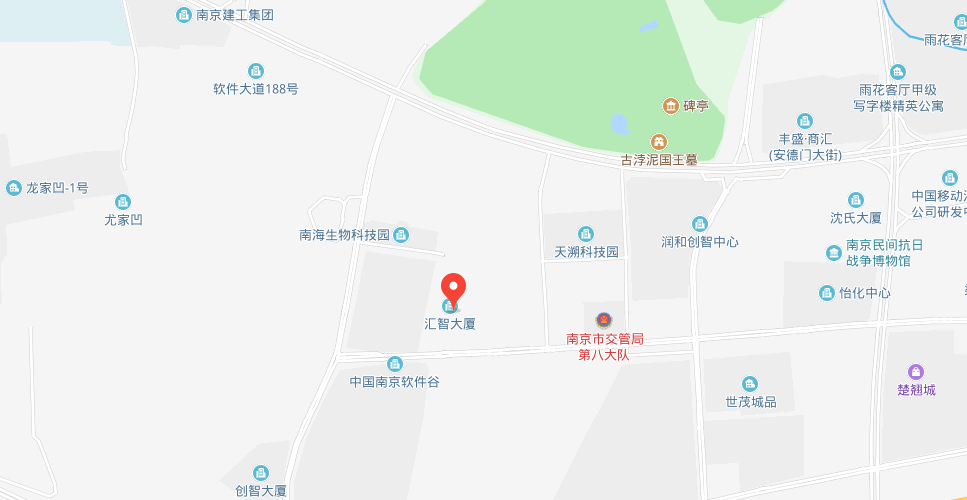 南京建工集团
雨花客厅
软件大道188号
雨花客厅甲级
写字楼精英公寓
碑亭
丰盛·商汇
(安德门大街)
古浡泥国王墓
龙家凹-1号
尤家凹
中国移动
公司研发中
沈氏大厦
南海生物科技园
润和创智中心
天溯科技园
南京民间抗日
战争博物馆
怡化中心
汇智大厦
南京市交管局
第八大队
中国南京软件谷
世茂城品
楚翘城
创智大厦